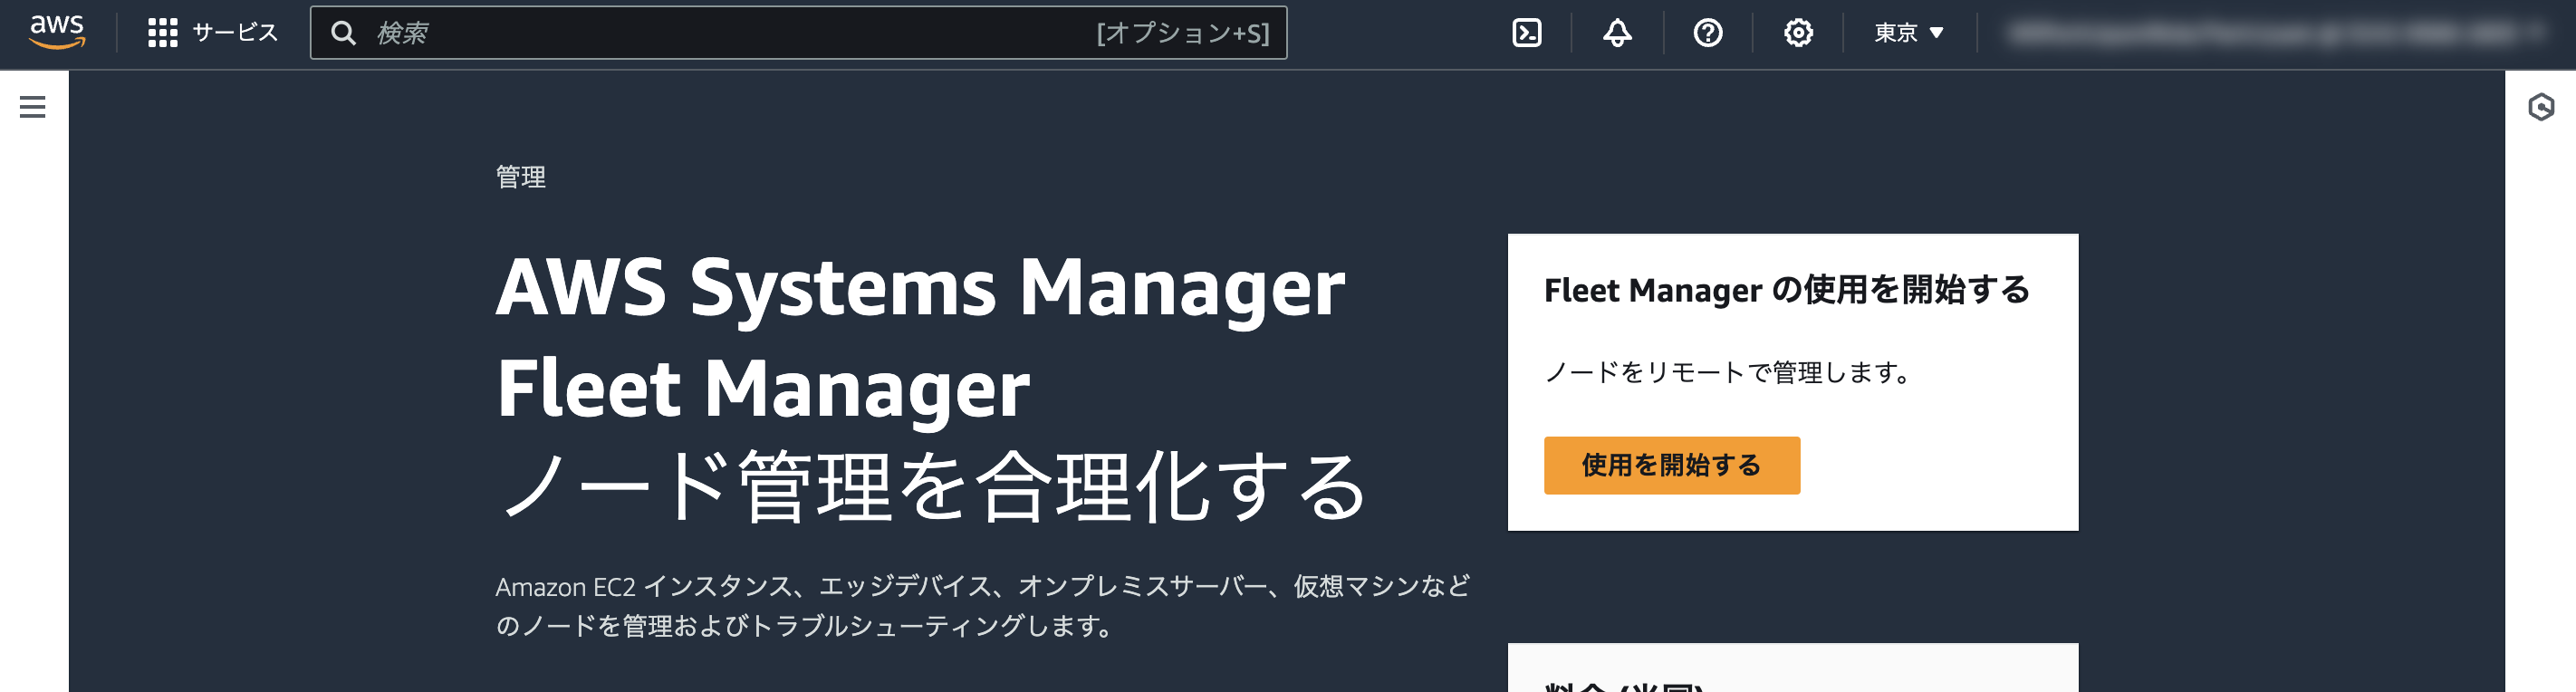 aws
サービス
検索
[オプション+S]
東京
管理
AWS Systems Manager
Fleet Manager
ノード管理を合理化する
Amazon EC2 インスタンス、エッジデバイス、オンプレミスサーバー、仮想マシンなど
のノードを管理およびトラブルシューティングします。
Fleet Manager の使用を開始する
ノードをリモートで管理します。
使用を開始する
料金 (米国)